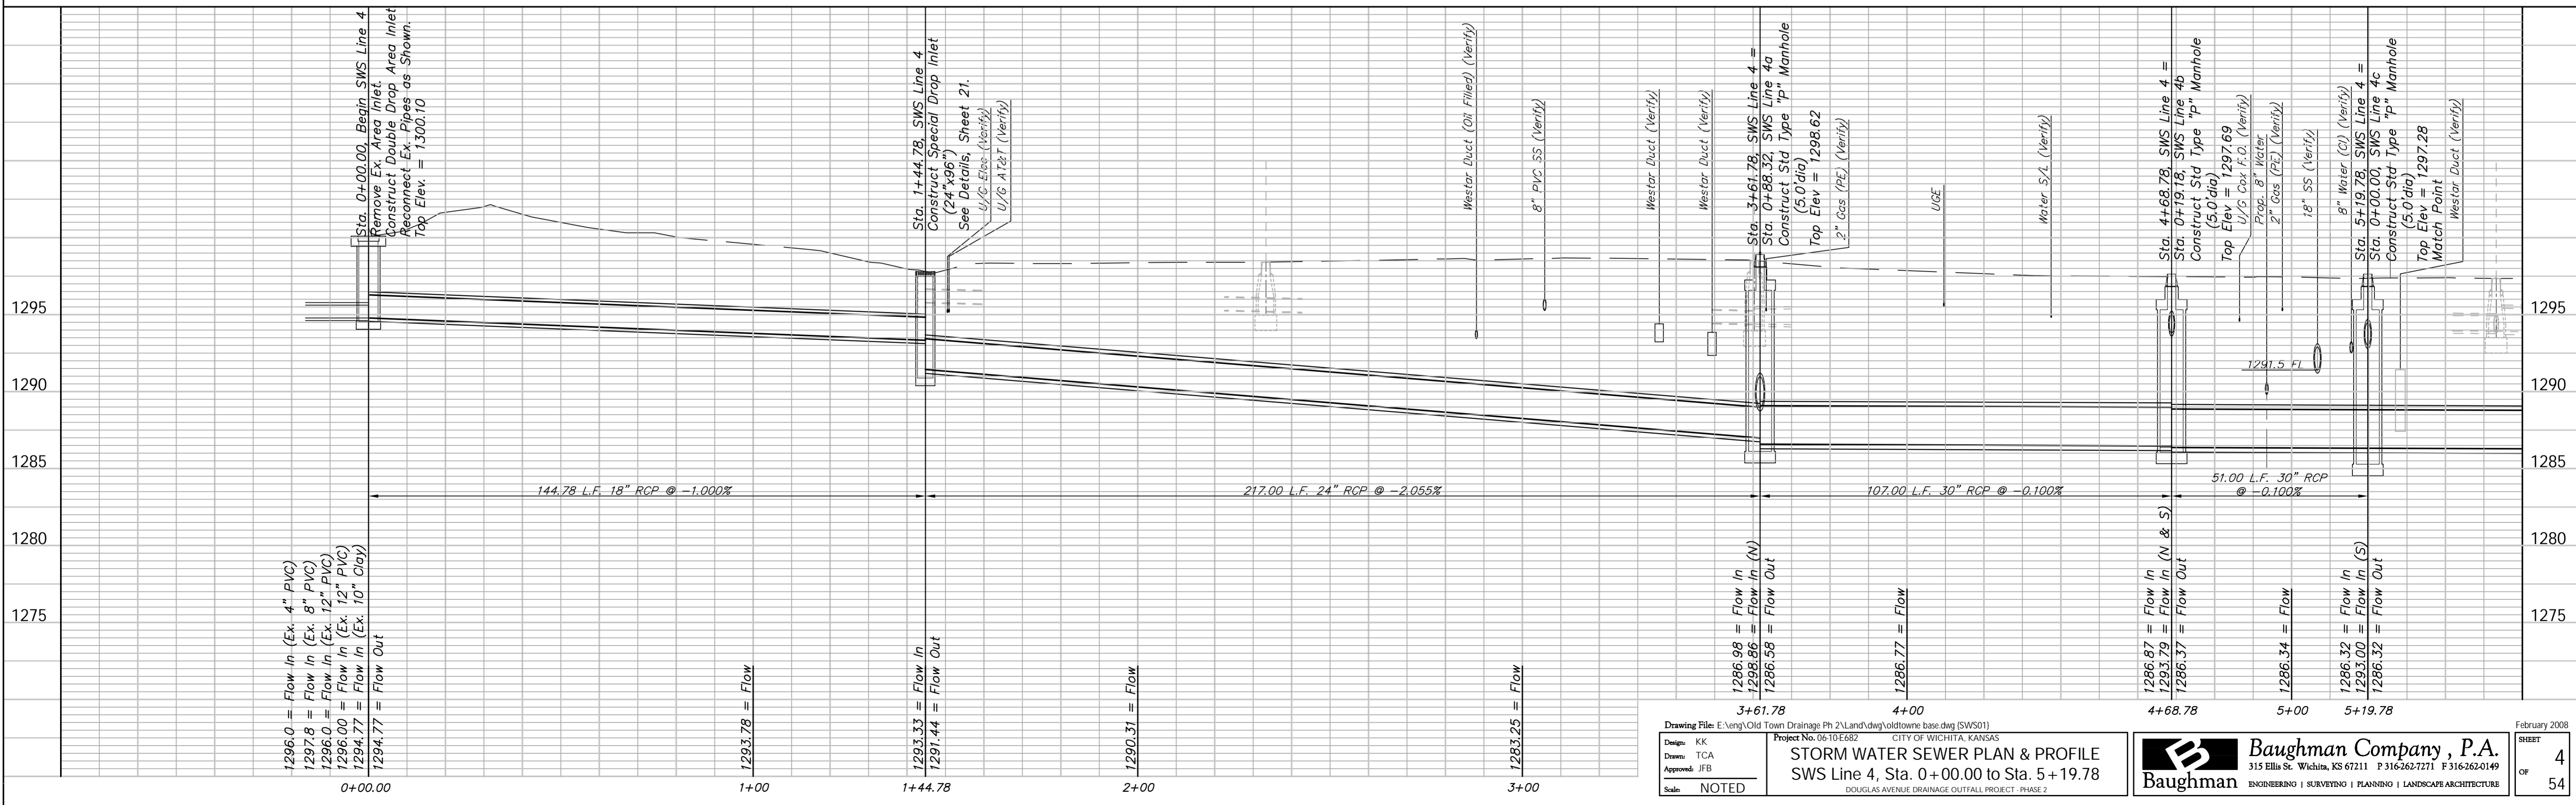 Sta. 0+00.00, Begin SWS Line 4
Remove Ex. Area Inlet.
Construct Double Drop Area Inlet
Reconnect Ex. Pipes as Shown.
Top Elev. = 1300.10
Sta. 1+44.78, SWS Line 4
Construct Special Drop Inlet
(24"x96")
See Details, Sheet 21.
U/G Elec (Verify)
U/G AT&T (Verify)
Westar Duct (Oil Filled) (Verify)
8" PVC SS (Verify)
Westar Duct (Verify)
Westar Duct (Verify)
Sta. 3+61.78, SWS Line 4 =
Sta. 0+88.32, SWS Line 4a
Construct Std Type "P" Manhole
(5.0'dia)
Top Elev = 1298.62
2" Gas (PE) (Verify)
UGE
Water S/L (Verify)
Sta. 4+68.78, SWS Line 4 =
Sta. 0+19.18, SWS Line 4b
Construct Std Type "P" Manhole
(5.0'dia)
Top Elev = 1297.69
U/G Cox F.O. (Verify)
Prop. 8" Water
2" Gas (PE) (Verify)
18" SS (Verify)
8" Water (CI) (Verify)
Sta. 5+19.78, SWS Line 4 =
Sta. 0+00.00, SWS Line 4c
Construct Std Type "P" Manhole
(5.0'dia)
Top Elev = 1297.28
Match Point
Westar Duct (Verify)
1295
1295
1290
1290
1291.5 FL
1285
1285
144.78 L.F. 18" RCP @ -1.000%
217.00 L.F. 24" RCP @ -2.055%
107.00 L.F. 30" RCP @ -0.100%
51.00 L.F. 30" RCP
@ -0.100%
1280
1280
1275
1275
1296.0 = Flow In (Ex. 4" PVC)
1297.8 = Flow In (Ex. 8" PVC)
1296.0 = Flow In (Ex. 12" PVC)
1296.00 = Flow In (Ex. 12" PVC)
1294.77 = Flow In (Ex. 10" Clay)
1294.77 = Flow Out
1293.78 = Flow
1293.33 = Flow In
1291.44 = Flow Out
1290.31 = Flow
1283.25 = Flow
1286.98 = Flow In
1298.86 = Flow In (N)
1286.58 = Flow Out
1286.77 = Flow
1286.87 = Flow In
1293.79 = Flow In (N & S)
1286.37 = Flow Out
1286.34 = Flow
1286.32 = Flow In
1293.00 = Flow In (S)
1286.32 = Flow Out
0+00.00
1+00
1+44.78
2+00
3+00
3+61.78
4+00
4+68.78
5+00
5+19.78
Drawing File: E:\eng\Old Town Drainage Ph 2\Land\dwg\oldtowne base.dwg (SWS01)
February 2008
Design: KK
Drawn: TCA
Approved: JFB
Scale: NOTED
Project No. 06-10-E682 CITY OF WICHITA, KANSAS
STORM WATER SEWER PLAN & PROFILE
SWS Line 4, Sta. 0+00.00 to Sta. 5+19.78
DOUGLAS AVENUE DRAINAGE OUTFALL PROJECT - PHASE 2
Baughman
Baughman Company, P.A.
315 Ellis St. Wichita, KS 67211 P 316-262-7271 F 316-262-0149
ENGINEERING | SURVEYING | PLANNING | LANDSCAPE ARCHITECTURE
SHEET
4
OF
54